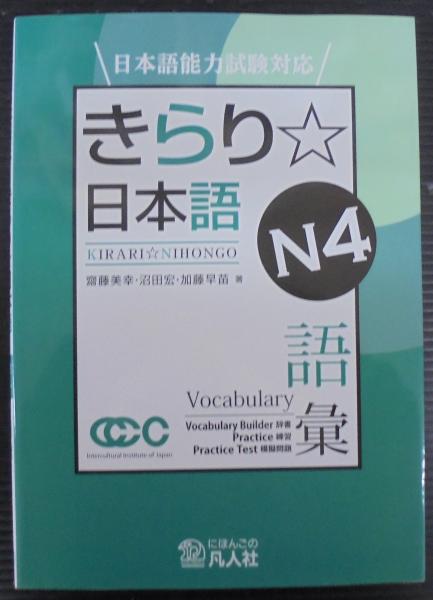 日本語能力試験対応
きらり☆
日本語
KIRARI☆NIHONGO
N4
齋藤美幸・沼田宏・加藤早苗 著
語彙
Vocabulary
Vocabulary Builder 辞書
Practice 練習
Practice Test 模擬問題
Intercultural Institute of Japan
にほんごの
凡人社